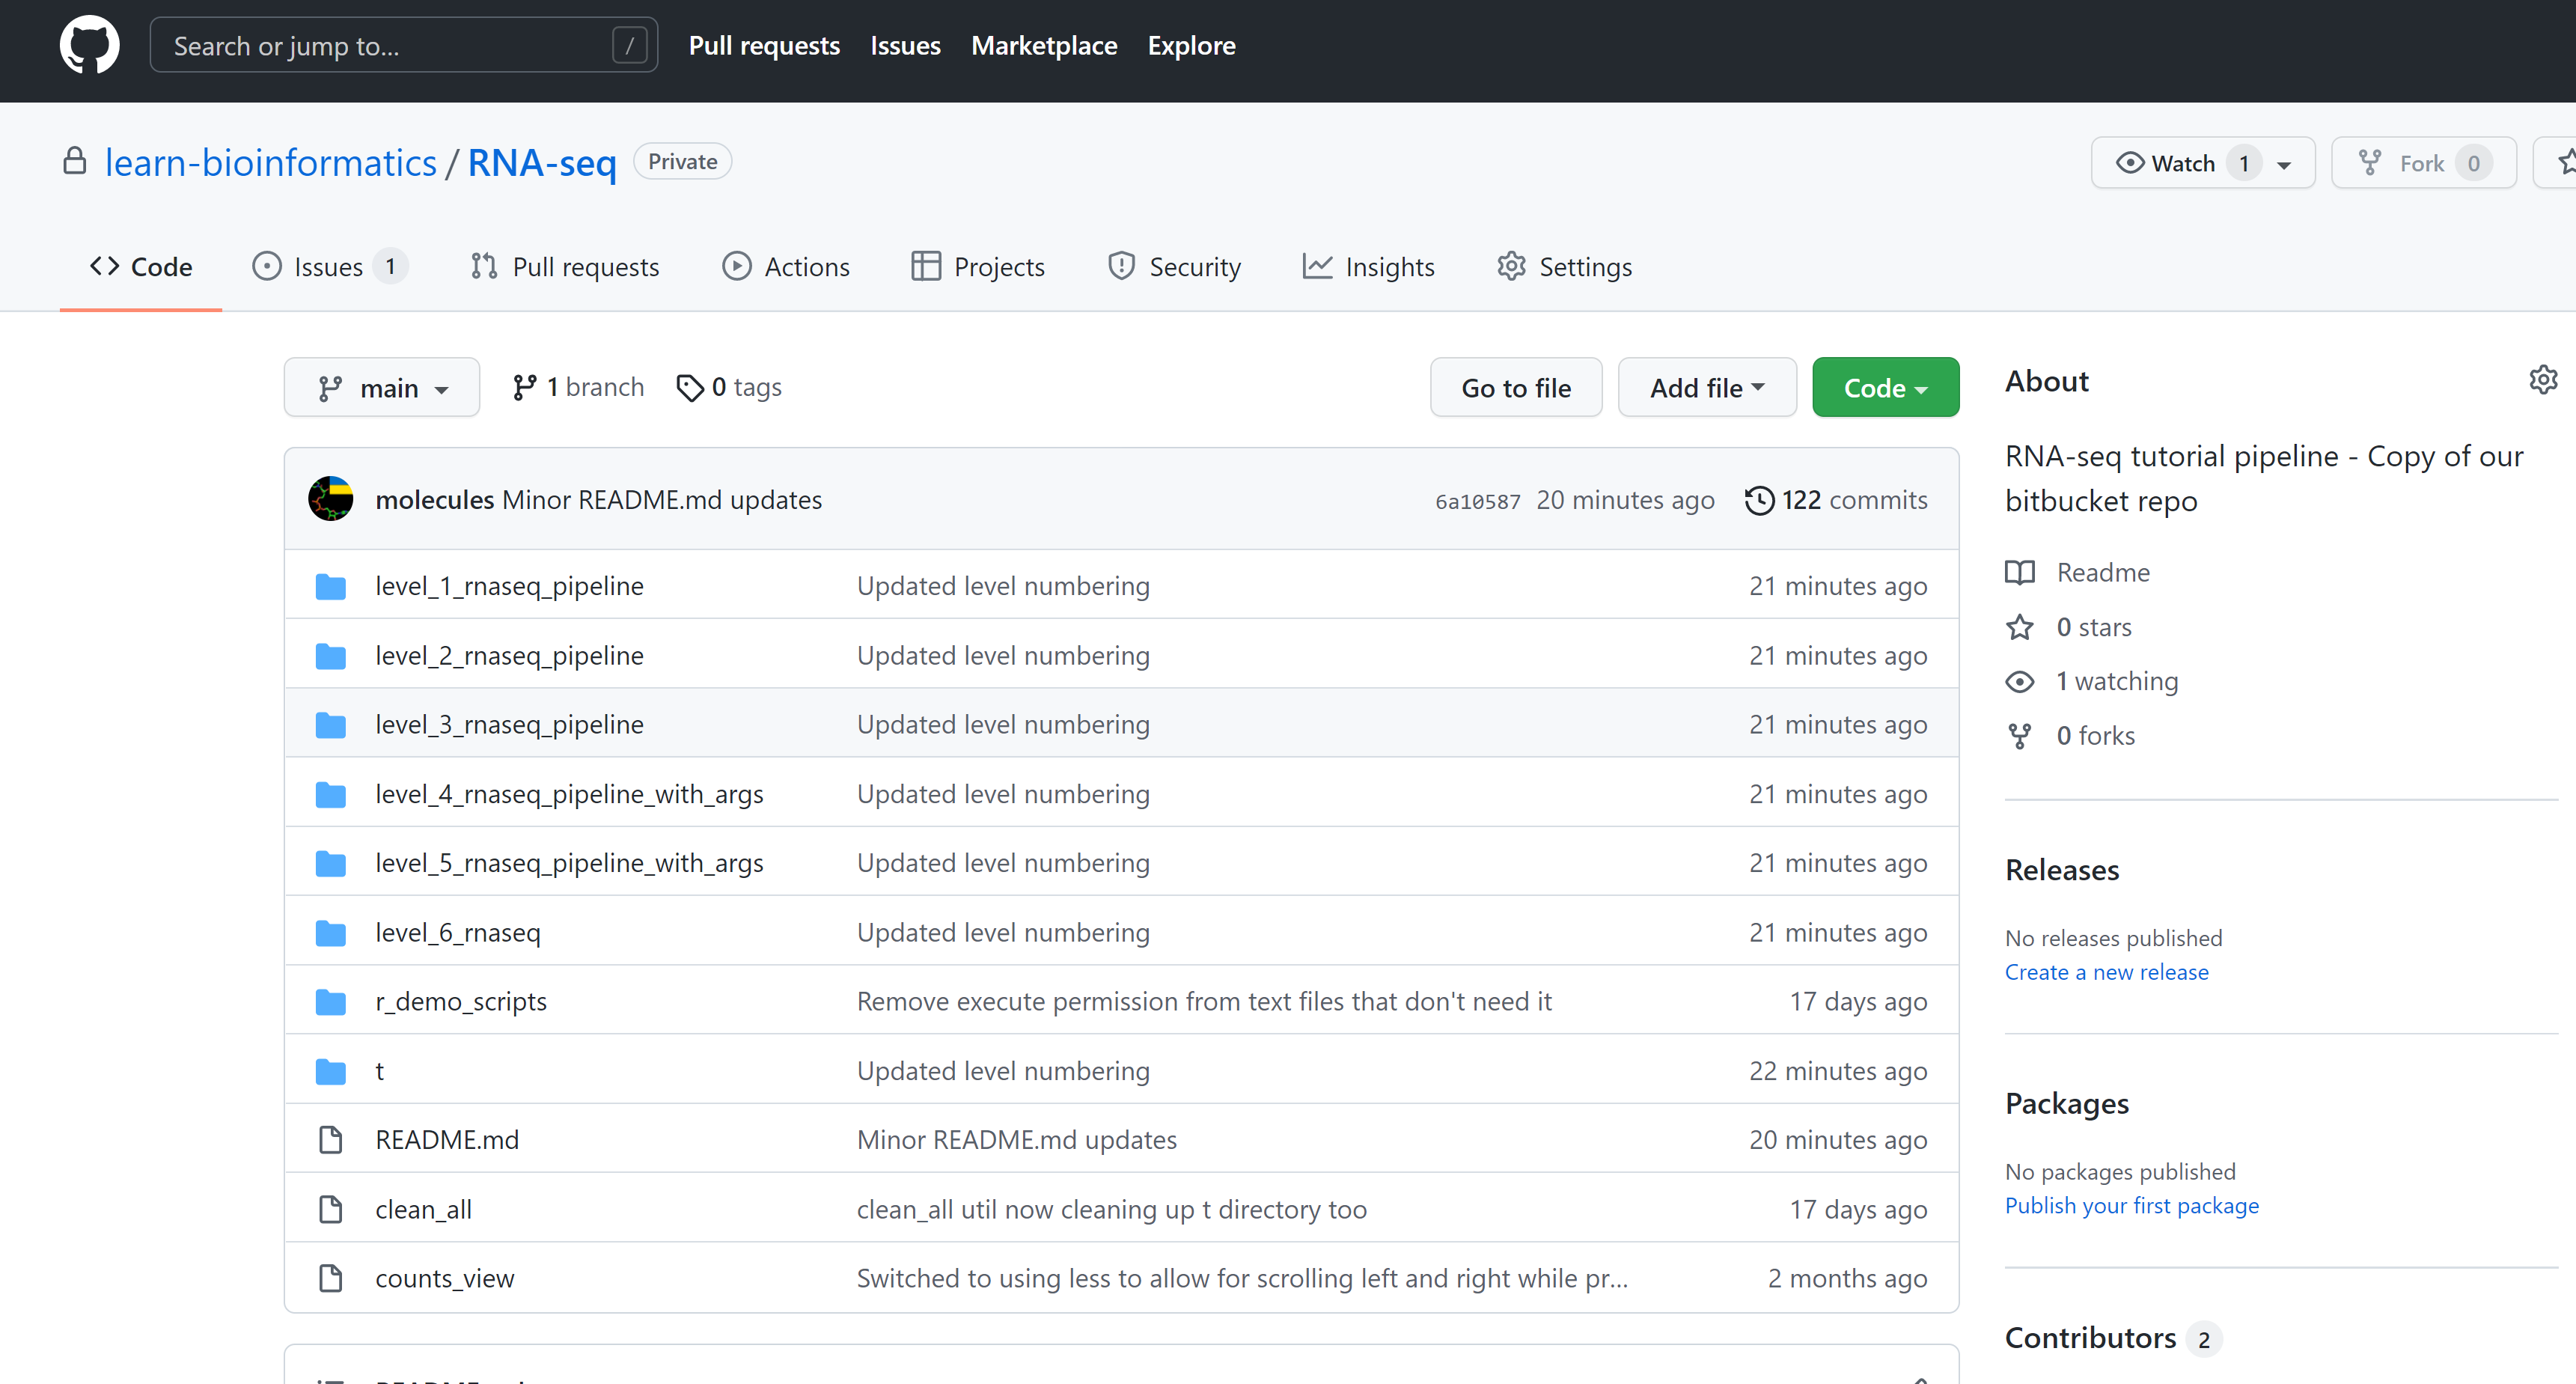 Search or jump to... /
Pull requests Issues Marketplace Explore
learn-bioinformatics / RNA-seq Private
Watch 1 Fork 0
Code Issues 1 Pull requests Actions Projects Security Insights Settings
main 1 branch 0 tags Go to file Add file Code
molecules Minor README.md updates 6a10587 20 minutes ago 122 commits
level_1_rnaseq_pipeline Updated level numbering 21 minutes ago
level_2_rnaseq_pipeline Updated level numbering 21 minutes ago
level_3_rnaseq_pipeline Updated level numbering 21 minutes ago
level_4_rnaseq_pipeline_with_args Updated level numbering 21 minutes ago
level_5_rnaseq_pipeline_with_args Updated level numbering 21 minutes ago
level_6_rnaseq Updated level numbering 21 minutes ago
r_demo_scripts Remove execute permission from text files that don't need it 17 days ago
t Updated level numbering 22 minutes ago
README.md Minor README.md updates 20 minutes ago
clean_all clean_all util now cleaning up t directory too 17 days ago
counts_view Switched to using less to allow for scrolling left and right while pr... 2 months ago
About
RNA-seq tutorial pipeline - Copy of our
bitbucket repo
Readme
0 stars
1 watching
0 forks
Releases
No releases published
Create a new release
Packages
No packages published
Publish your first package
Contributors 2